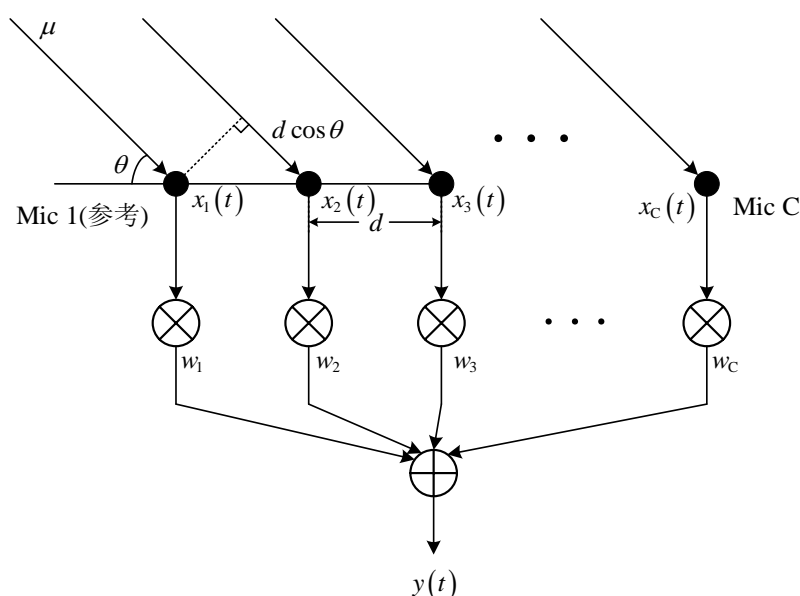 μ
d cos θ
θ
. . .
x₁(t)
x₂(t)
x₃(t)
x_C(t)
Mic 1(参考)
Mic C
d
. . .
w₁
w₂
w₃
w_C
y(t)